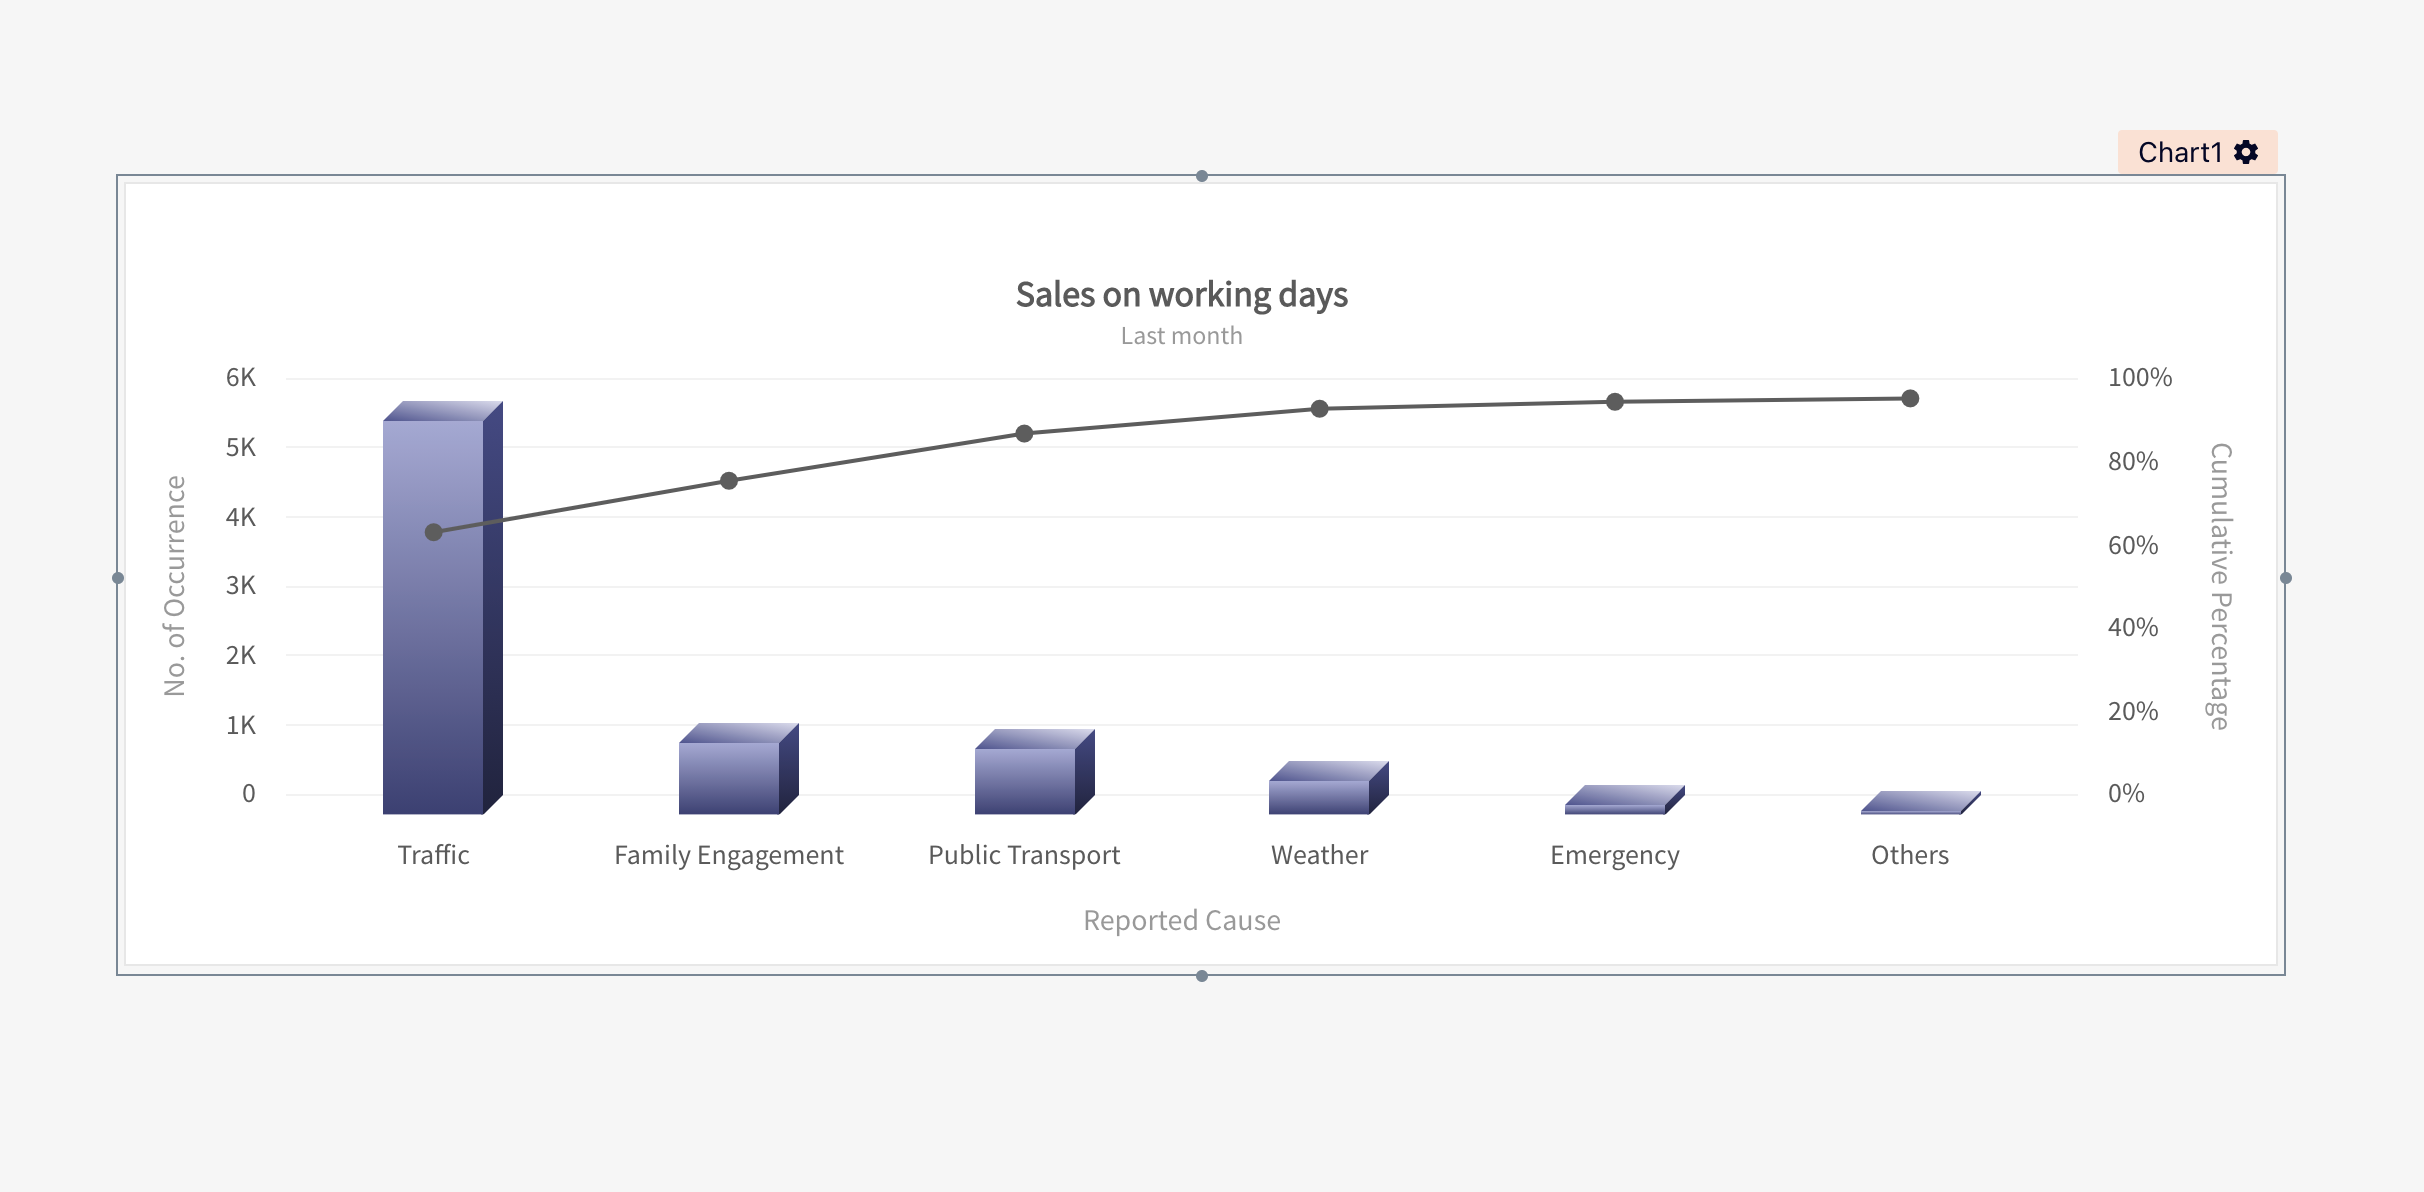 Chart1
Sales on working days
Last month
6K
5K
4K
3K
2K
1K
0
No. of Occurrence
100%
80%
60%
40%
20%
0%
Cumulative Percentage
Traffic
Family Engagement
Public Transport
Weather
Emergency
Others
Reported Cause